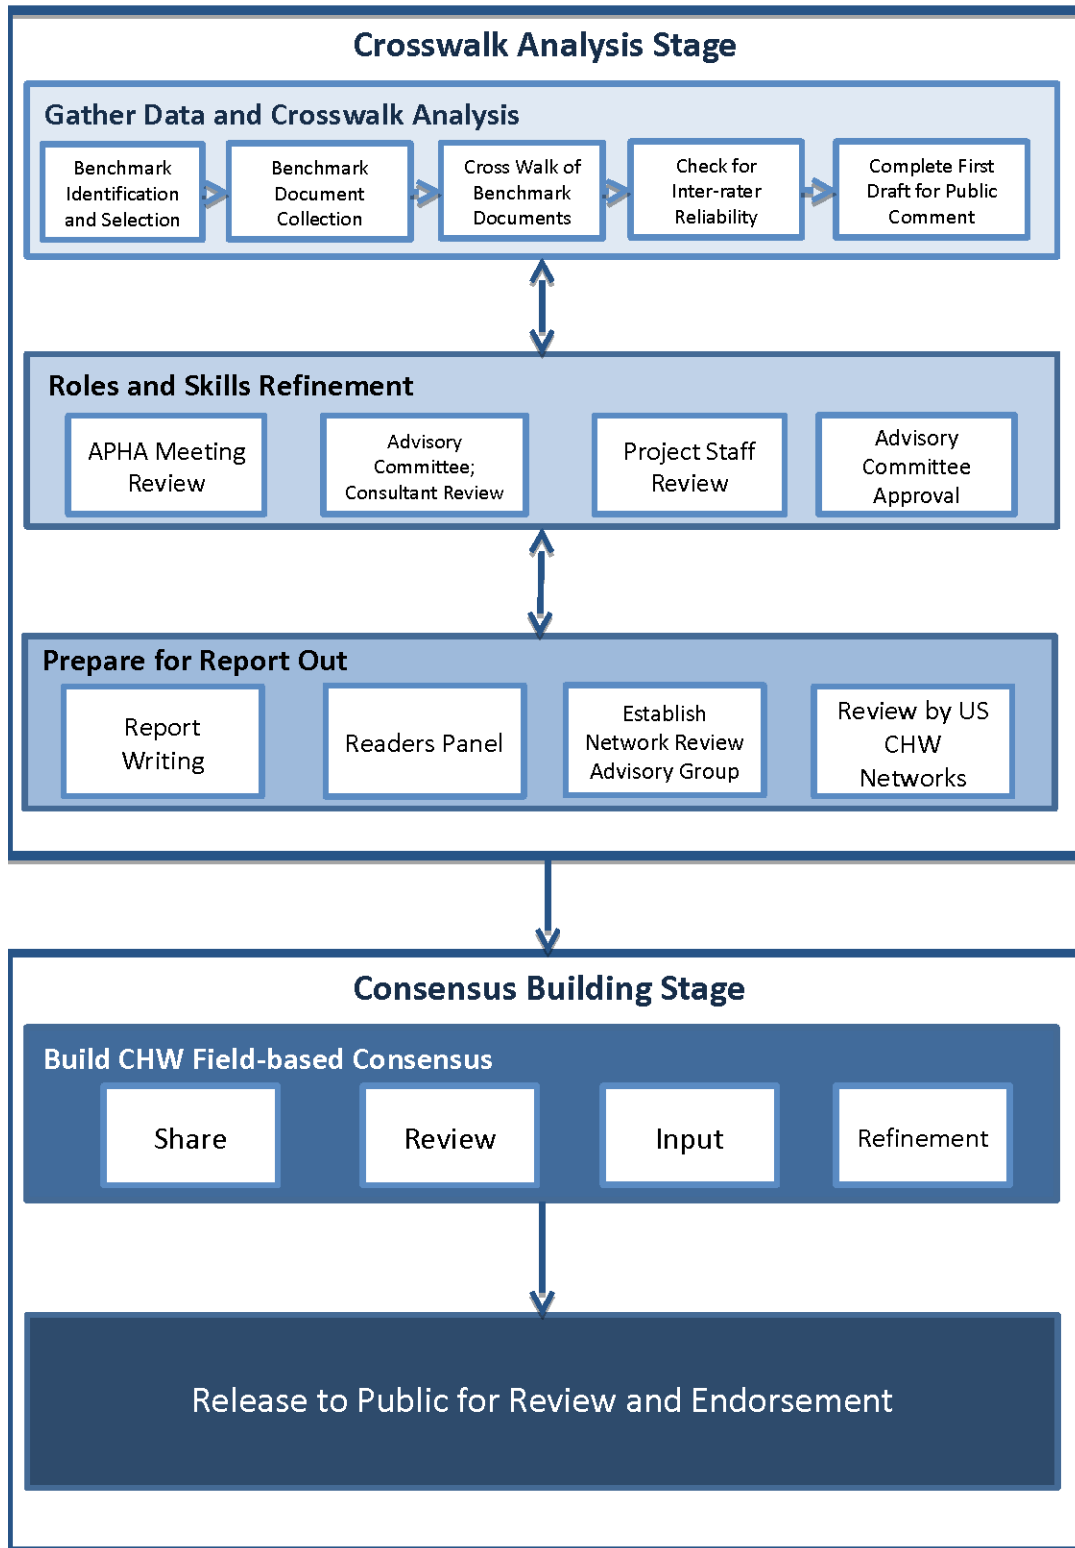 Crosswalk Analysis Stage
Gather Data and Crosswalk Analysis
Benchmark
Identification
and Selection
Benchmark
Document
Collection
Cross Walk of
Benchmark
Documents
Check for
Inter-rater
Reliability
Complete First
Draft for Public
Comment
Roles and Skills Refinement
APHA Meeting
Review
Advisory
Committee;
Consultant Review
Project Staff
Review
Advisory
Committee
Approval
Prepare for Report Out
Report
Writing
Readers Panel
Establish
Network Review
Advisory Group
Review by US
CHW
Networks
Consensus Building Stage
Build CHW Field-based Consensus
Share
Review
Input
Refinement
Release to Public for Review and Endorsement